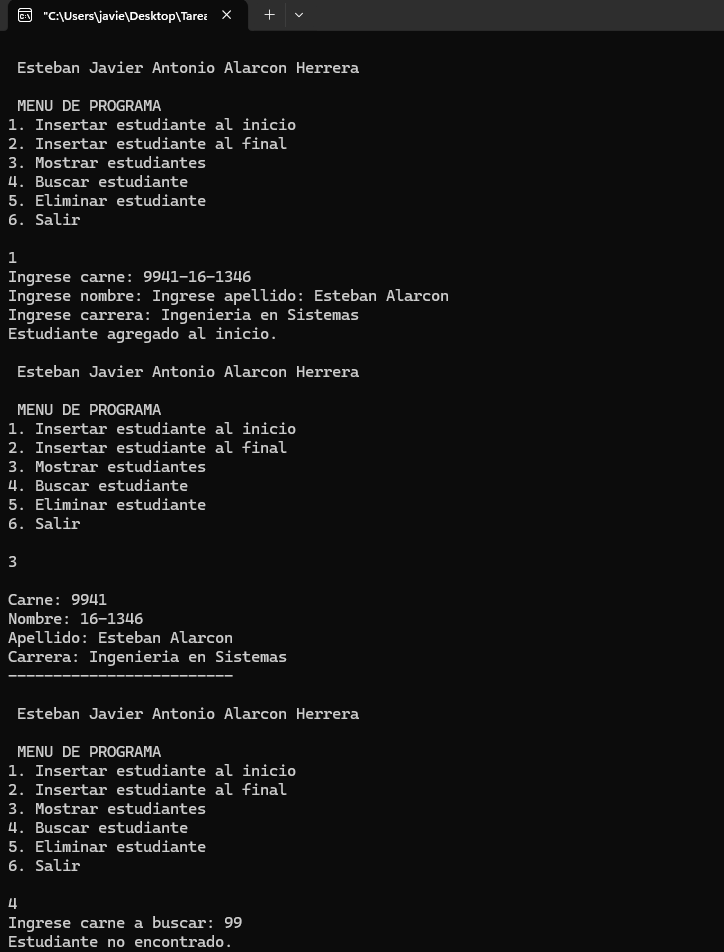 "C:\Users\javie\Desktop\Tarea
Esteban Javier Antonio Alarcon Herrera
MENU DE PROGRAMA
1. Insertar estudiante al inicio
2. Insertar estudiante al final
3. Mostrar estudiantes
4. Buscar estudiante
5. Eliminar estudiante
6. Salir
1
Ingrese carne: 9941-16-1346
Ingrese nombre: Ingrese apellido: Esteban Alarcon
Ingrese carrera: Ingenieria en Sistemas
Estudiante agregado al inicio.
Esteban Javier Antonio Alarcon Herrera
MENU DE PROGRAMA
1. Insertar estudiante al inicio
2. Insertar estudiante al final
3. Mostrar estudiantes
4. Buscar estudiante
5. Eliminar estudiante
6. Salir
3
Carne: 9941
Nombre: 16-1346
Apellido: Esteban Alarcon
Carrera: Ingenieria en Sistemas
-------------------------
Esteban Javier Antonio Alarcon Herrera
MENU DE PROGRAMA
1. Insertar estudiante al inicio
2. Insertar estudiante al final
3. Mostrar estudiantes
4. Buscar estudiante
5. Eliminar estudiante
6. Salir
4
Ingrese carne a buscar: 99
Estudiante no encontrado.